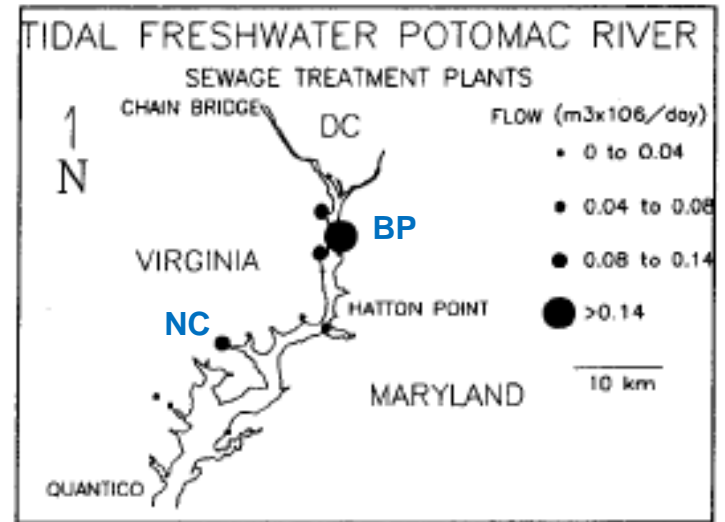 TIDAL FRESHWATER POTOMAC RIVER
SEWAGE TREATMENT PLANTS
CHAIN BRIDGE
DC
FLOW (m3x106/day)
N
0 to 0.04
0.04 to 0.08
BP
VIRGINIA
0.08 to 0.14
HATTON POINT
>0.14
NC
10 km
MARYLAND
QUANTICO